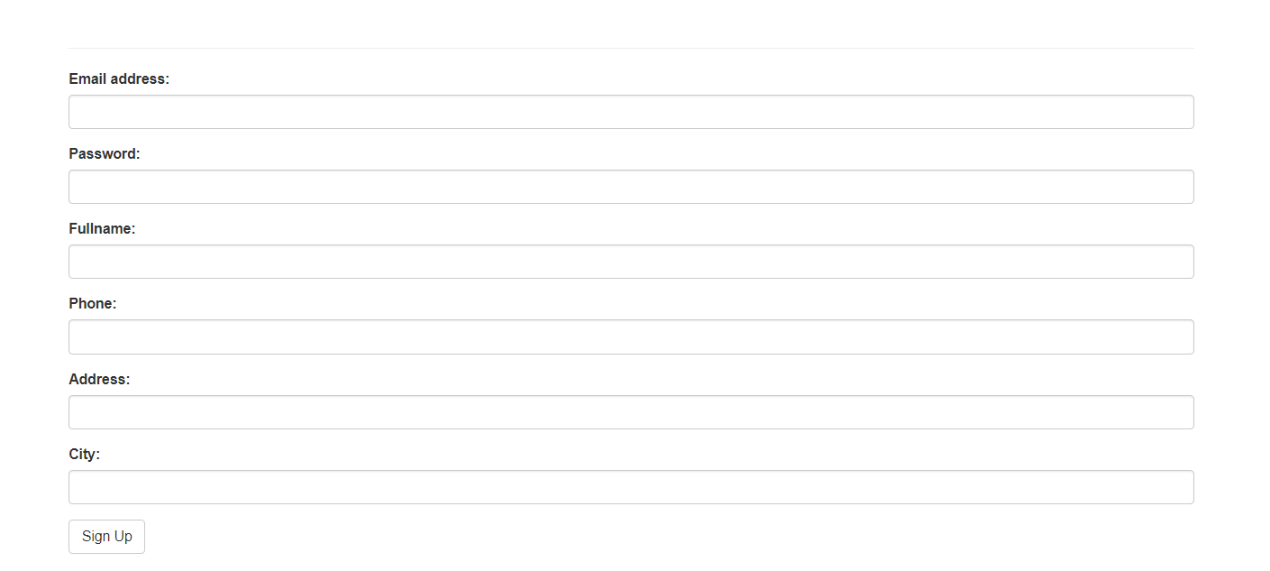 Email address:
Password:
Fullname:
Phone:
Address:
City:
Sign Up